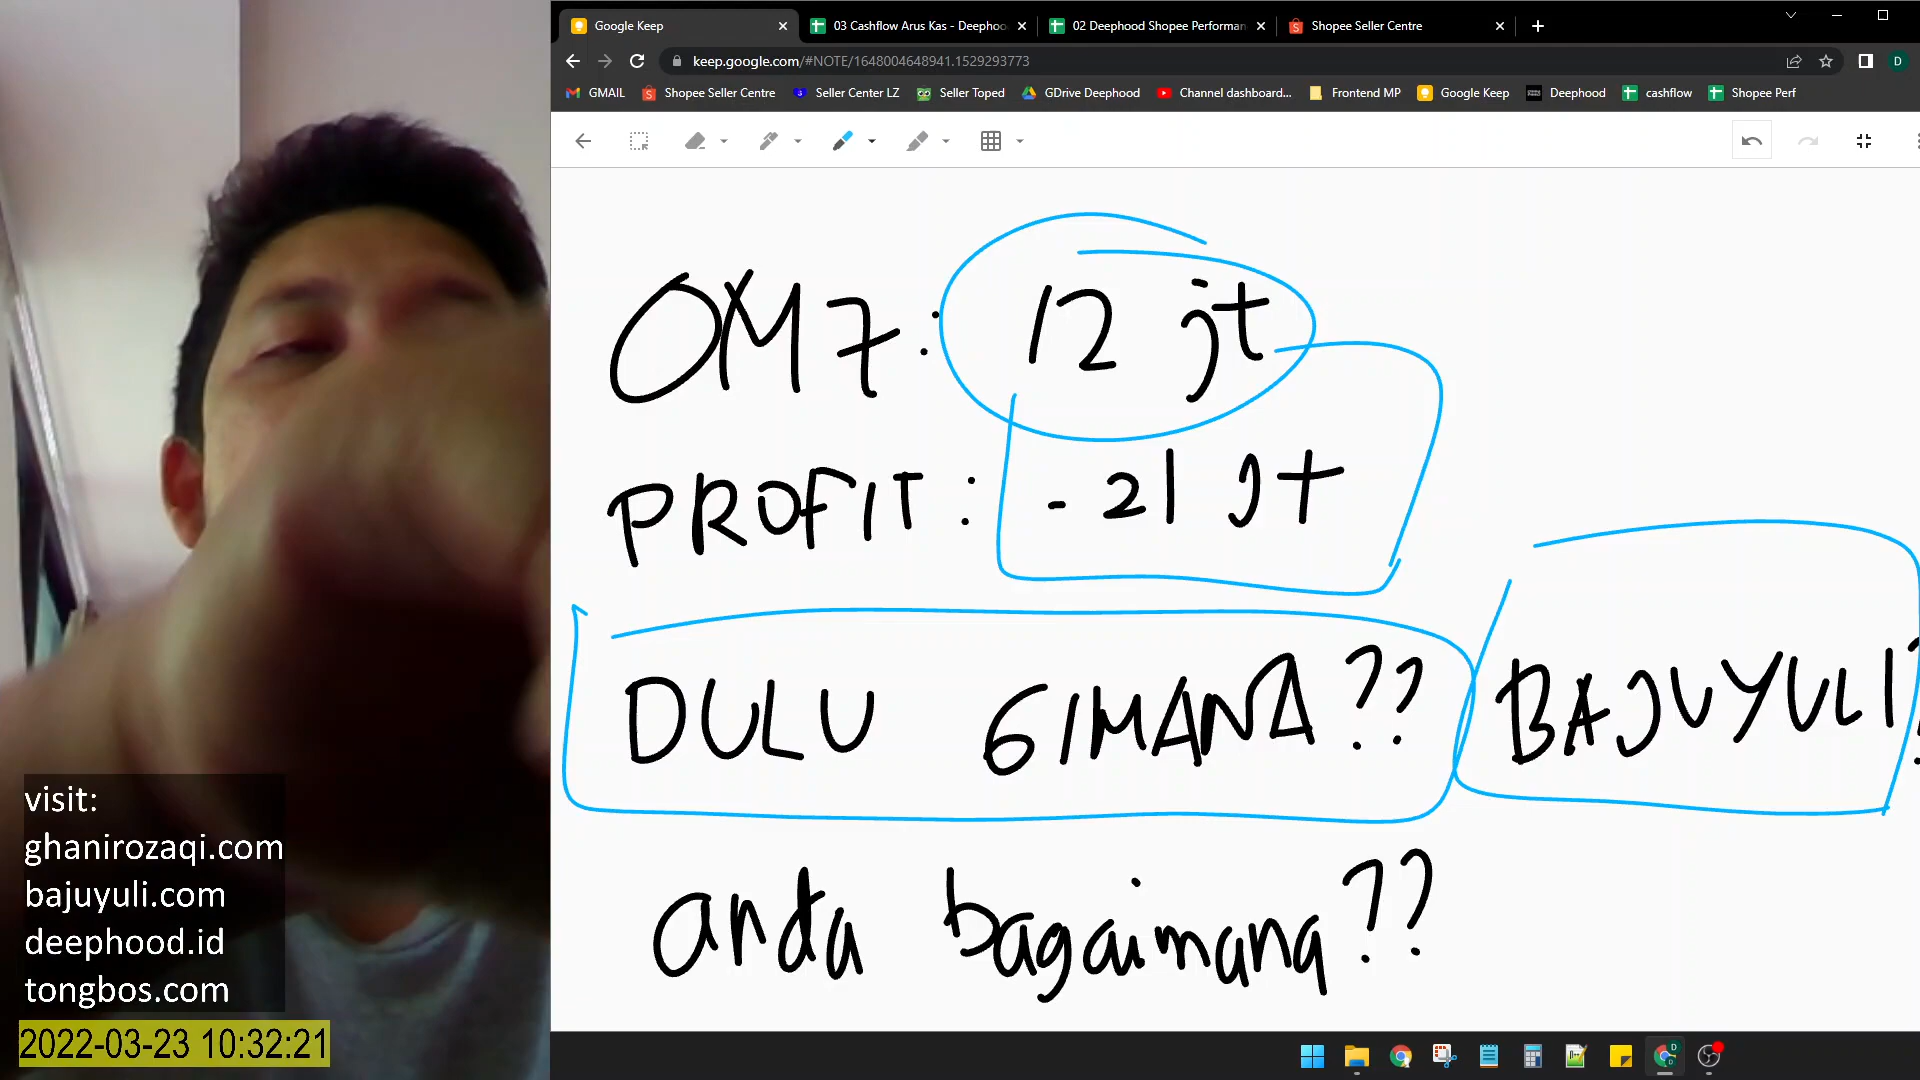 Google Keep
03 Cashflow Arus Kas - Deephoo
02 Deephood Shopee Performan
Shopee Seller Centre
keep.google.com/#NOTE/1648004648941.1529293773
D
GMAIL
Shopee Seller Centre
Seller Center LZ
Seller Toped
GDrive Deephood
Channel dashboard...
Frontend MP
Google Keep
Deephood
cashflow
Shopee Perf
OM7: 12 jt
PROFIT: -21 Jt
DULU GIMANA?? BAJUYULI?
anda bagaimana??
visit:
ghanirozaqi.com
bajuyuli.com
deephood.id
tongbos.com
2022-03-23 10:32:21